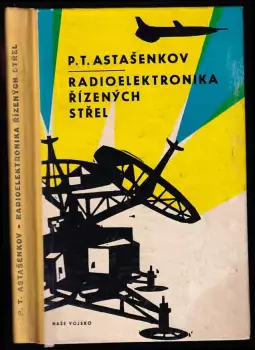 P. T. ASTAŠENKOV
RADIOELEKTRONIKA
ŘÍZENÝCH
STŘEL
NAŠE VOJSKO
P. T. ASTAŠENKOV - RADIOELEKTRONIKA ŘÍZENÝCH STŘEL